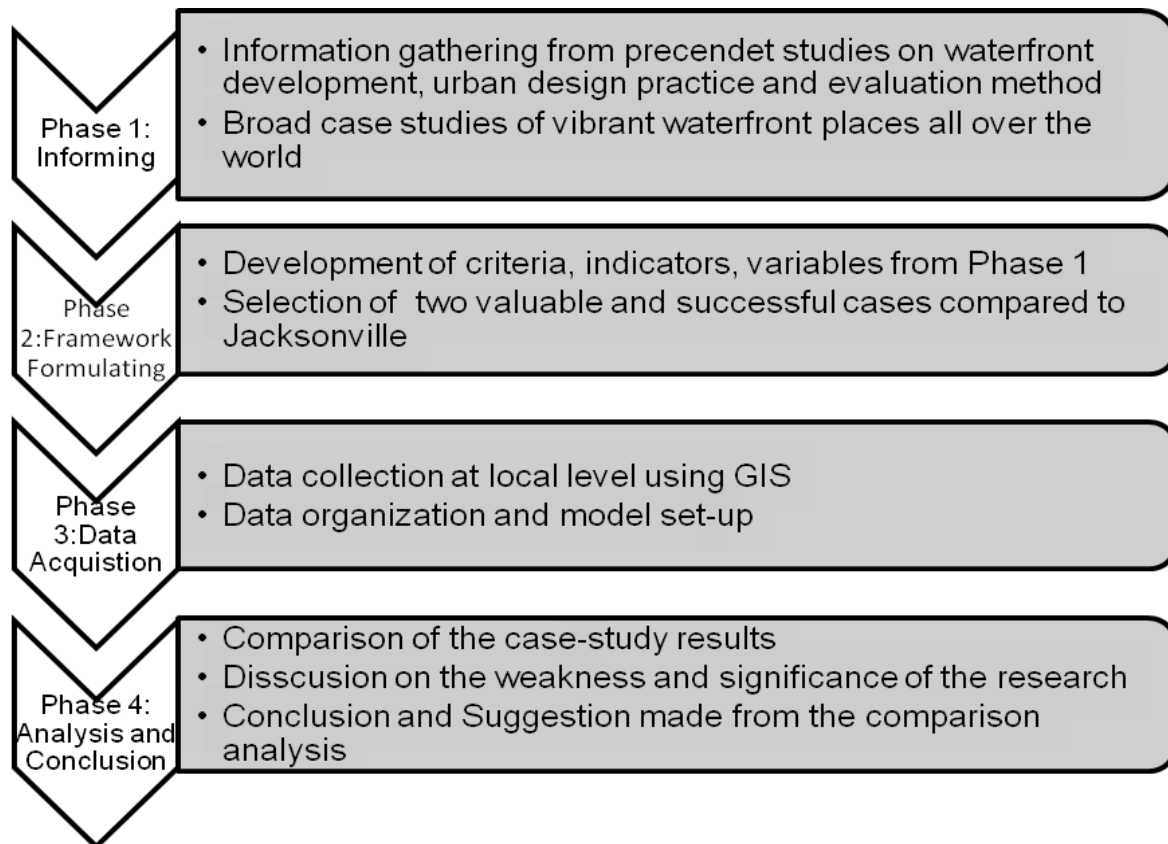 Phase 1:
Informing
• Information gathering from precendet studies on waterfront
development, urban design practice and evaluation method
• Broad case studies of vibrant waterfront places all over the
world
Phase
2:Framework
Formulating
• Development of criteria, indicators, variables from Phase 1
• Selection of two valuable and successful cases compared to
Jacksonville
Phase
3:Data
Acquistion
• Data collection at local level using GIS
• Data organization and model set-up
Phase 4:
Analysis and
Conclusion
• Comparison of the case-study results
• Disscusion on the weakness and significance of the research
• Conclusion and Suggestion made from the comparison
analysis